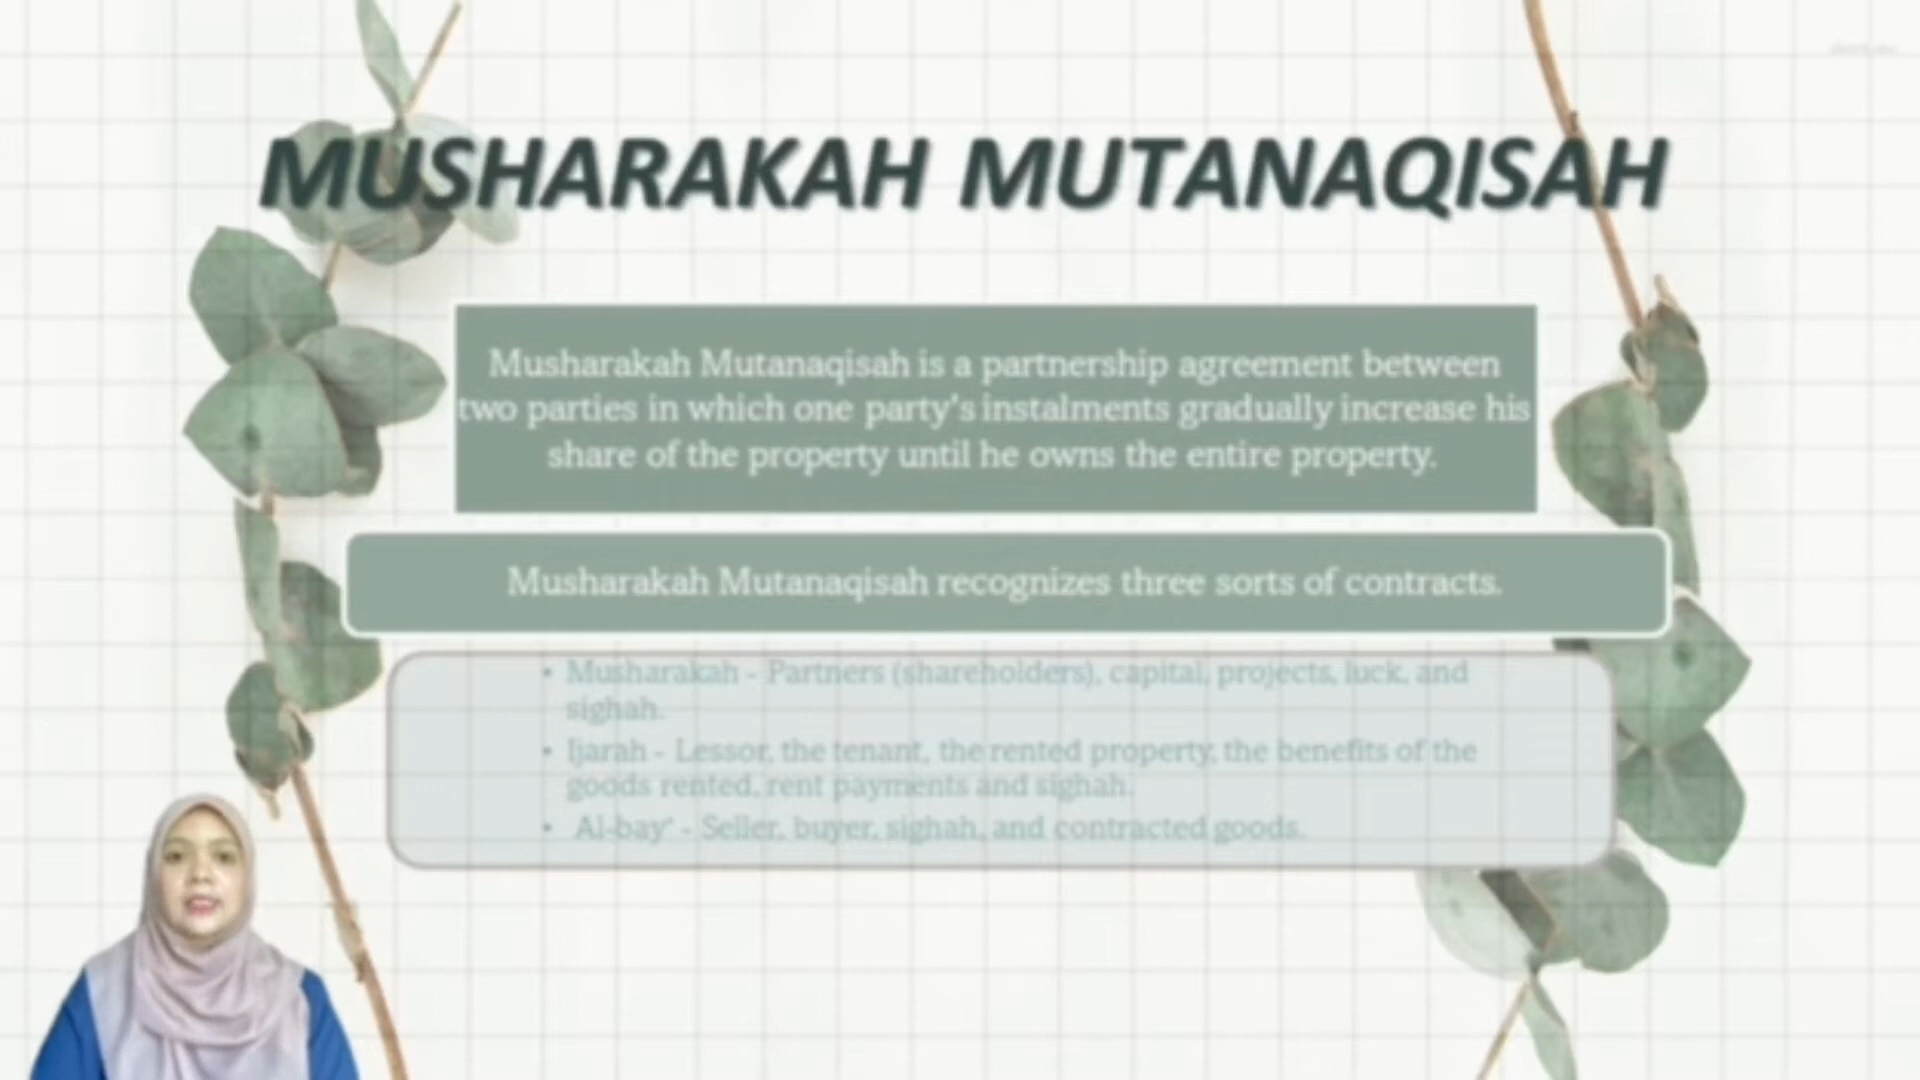 MUSHARAKAH MUTANAQISAH
Musharakah Mutanaqisah is a partnership agreement between
two parties in which one party's instalments gradually increase his
share of the property until he owns the entire property.
Musharakah Mutanaqisah recognizes three sorts of contracts.
• Musharakah - Partners (shareholders), capital, projects, luck, and
sighah.
• Ijarah - Lessor, the tenant, the rented property, the benefits of the
goods rented, rent payments and sighah.
• Al-bay' - Seller, buyer, sighah, and contracted goods.